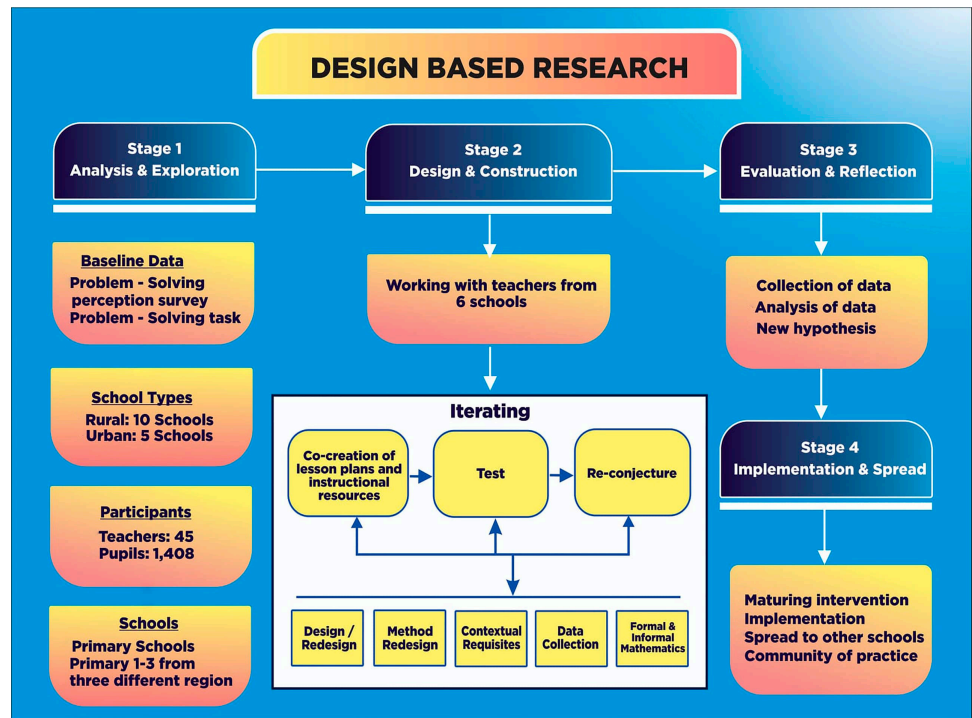 DESIGN BASED RESEARCH
Stage 1
Analysis & Exploration
Baseline Data
Problem - Solving
perception survey
Problem - Solving task
School Types
Rural: 10 Schools
Urban: 5 Schools
Participants
Teachers: 45
Pupils: 1,408
Schools
Primary Schools
Primary 1-3 from
three different region
Stage 2
Design & Construction
Working with teachers from
6 schools
Iterating
Co-creation of
lesson plans and
instructional
resources
Test
Re-conjecture
Design /
Redesign
Method
Redesign
Contextual
Requisites
Data
Collection
Formal &
Informal
Mathematics
Stage 3
Evaluation & Reflection
Collection of data
Analysis of data
New hypothesis
Stage 4
Implementation & Spread
Maturing intervention
Implementation
Spread to other schools
Community of practice